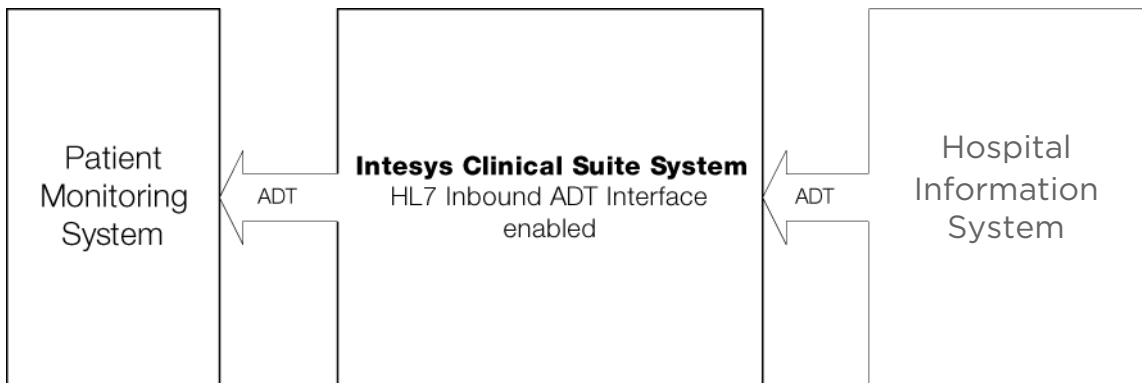 Patient
Monitoring
System
ADT
Intesys Clinical Suite System
HL7 Inbound ADT Interface
enabled
ADT
Hospital
Information
System